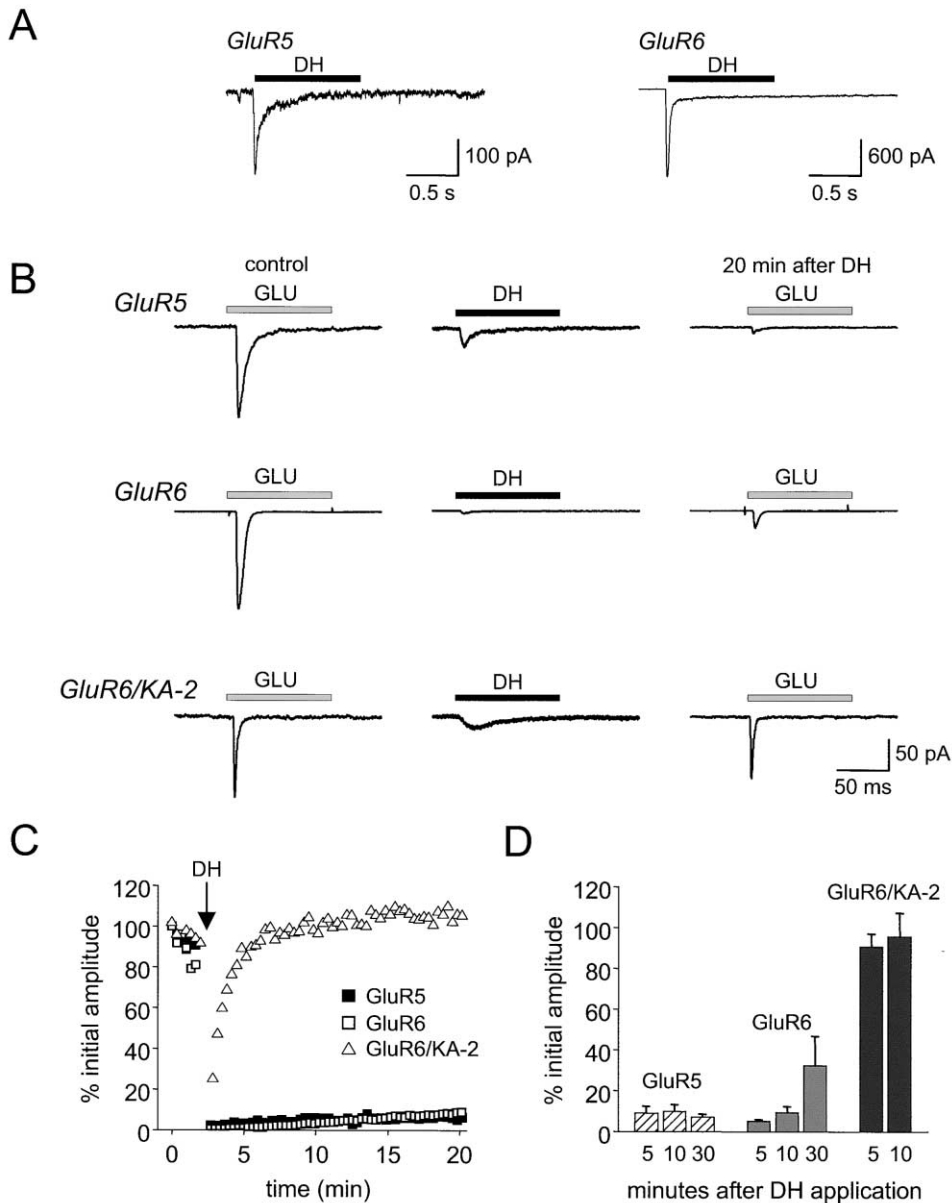 A
GluR5
DH
100 pA
0.5 s
GluR6
DH
600 pA
0.5 s
B
control
20 min after DH
GluR5
GLU
DH
GLU
GluR6
GLU
DH
GLU
GluR6/KA-2
GLU
DH
GLU
50 pA
50 ms
C
DH
120
100
80
60
40
20
0
% initial amplitude
GluR5
GluR6
GluR6/KA-2
0 5 10 15 20
time (min)
D
120
100
80
60
40
20
0
% initial amplitude
GluR5
GluR6
GluR6/KA-2
5 10 30 5 10 30 5 10
minutes after DH application